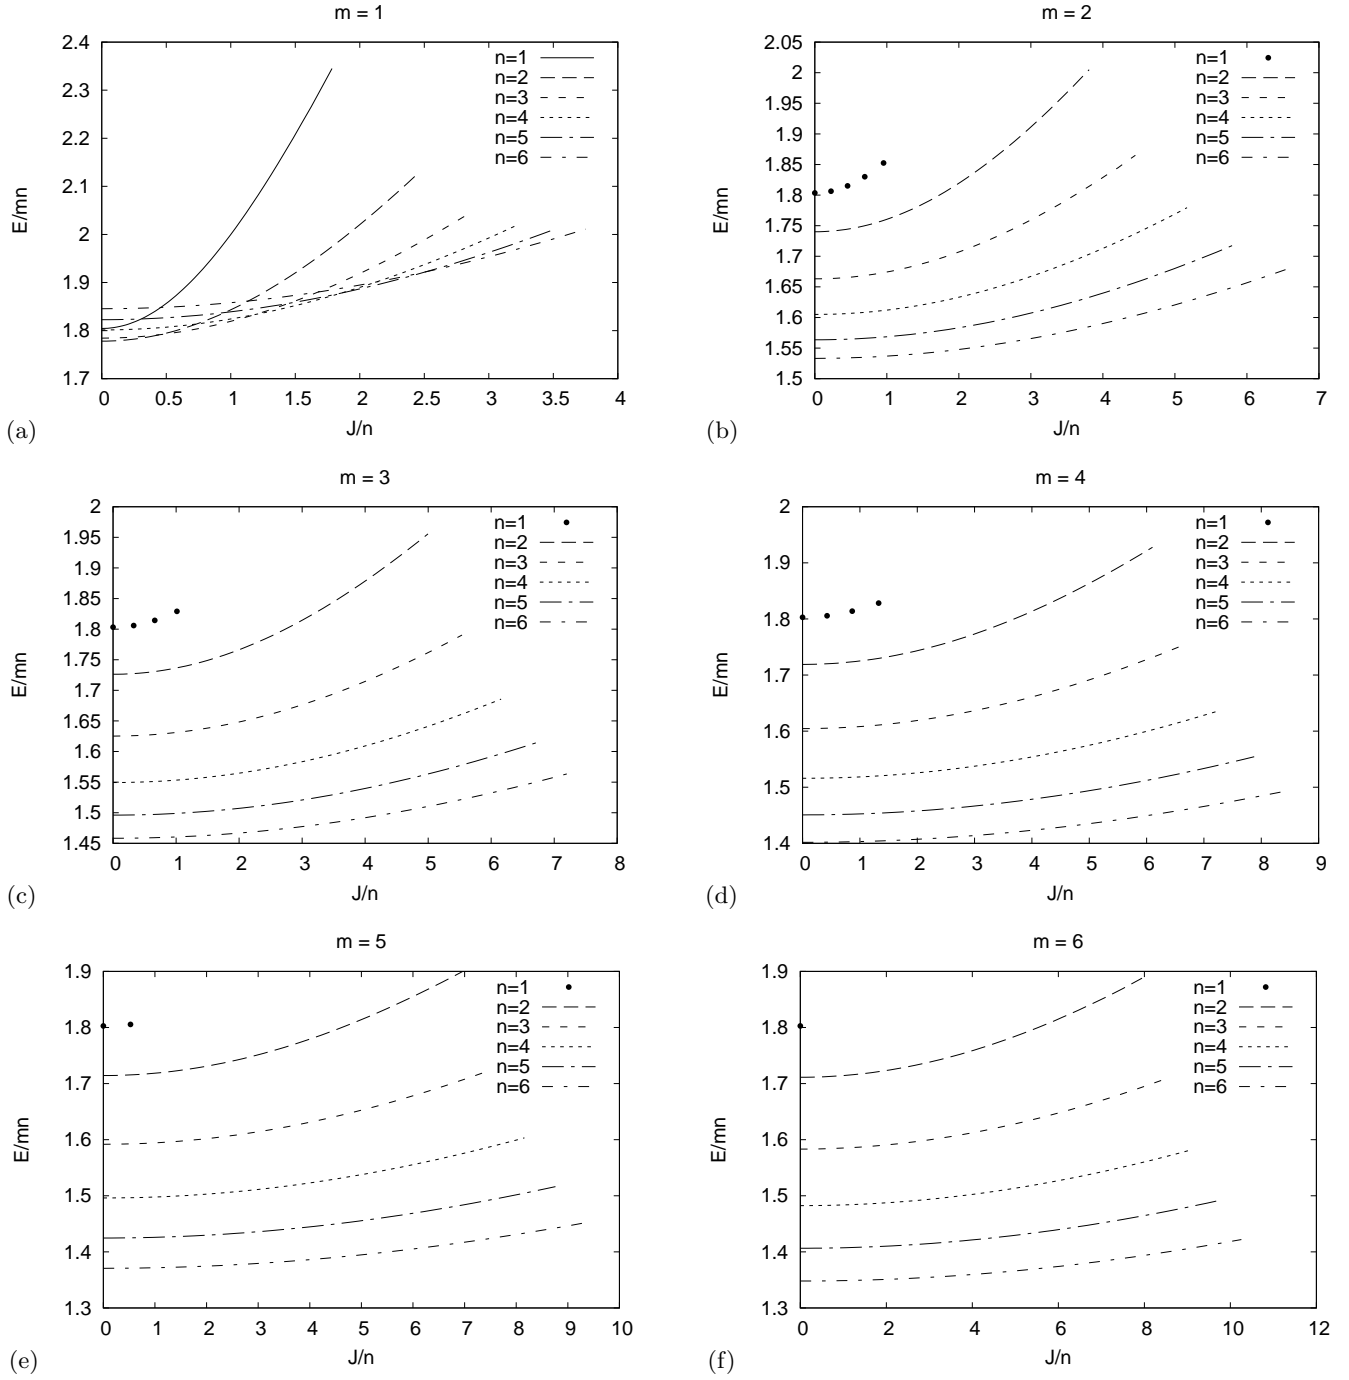 m = 1
2.4
2.3
2.2
2.1
2
1.9
1.8
1.7
0
0.5
1
1.5
2
2.5
3
3.5
4
E/mn
J/n
n=1
n=2
n=3
n=4
n=5
n=6
(a)
m = 2
2.05
2
1.95
1.9
1.85
1.8
1.75
1.7
1.65
1.6
1.55
1.5
0
1
2
3
4
5
6
7
E/mn
J/n
n=1
n=2
n=3
n=4
n=5
n=6
(b)
m = 3
2
1.95
1.9
1.85
1.8
1.75
1.7
1.65
1.6
1.55
1.5
1.45
0
1
2
3
4
5
6
7
8
E/mn
J/n
n=1
n=2
n=3
n=4
n=5
n=6
(c)
m = 4
2
1.9
1.8
1.7
1.6
1.5
1.4
0
1
2
3
4
5
6
7
8
9
E/mn
J/n
n=1
n=2
n=3
n=4
n=5
n=6
(d)
m = 5
1.9
1.8
1.7
1.6
1.5
1.4
1.3
0
1
2
3
4
5
6
7
8
9
10
E/mn
J/n
n=1
n=2
n=3
n=4
n=5
n=6
(e)
m = 6
1.9
1.8
1.7
1.6
1.5
1.4
1.3
0
2
4
6
8
10
12
E/mn
J/n
n=1
n=2
n=3
n=4
n=5
n=6
(f)